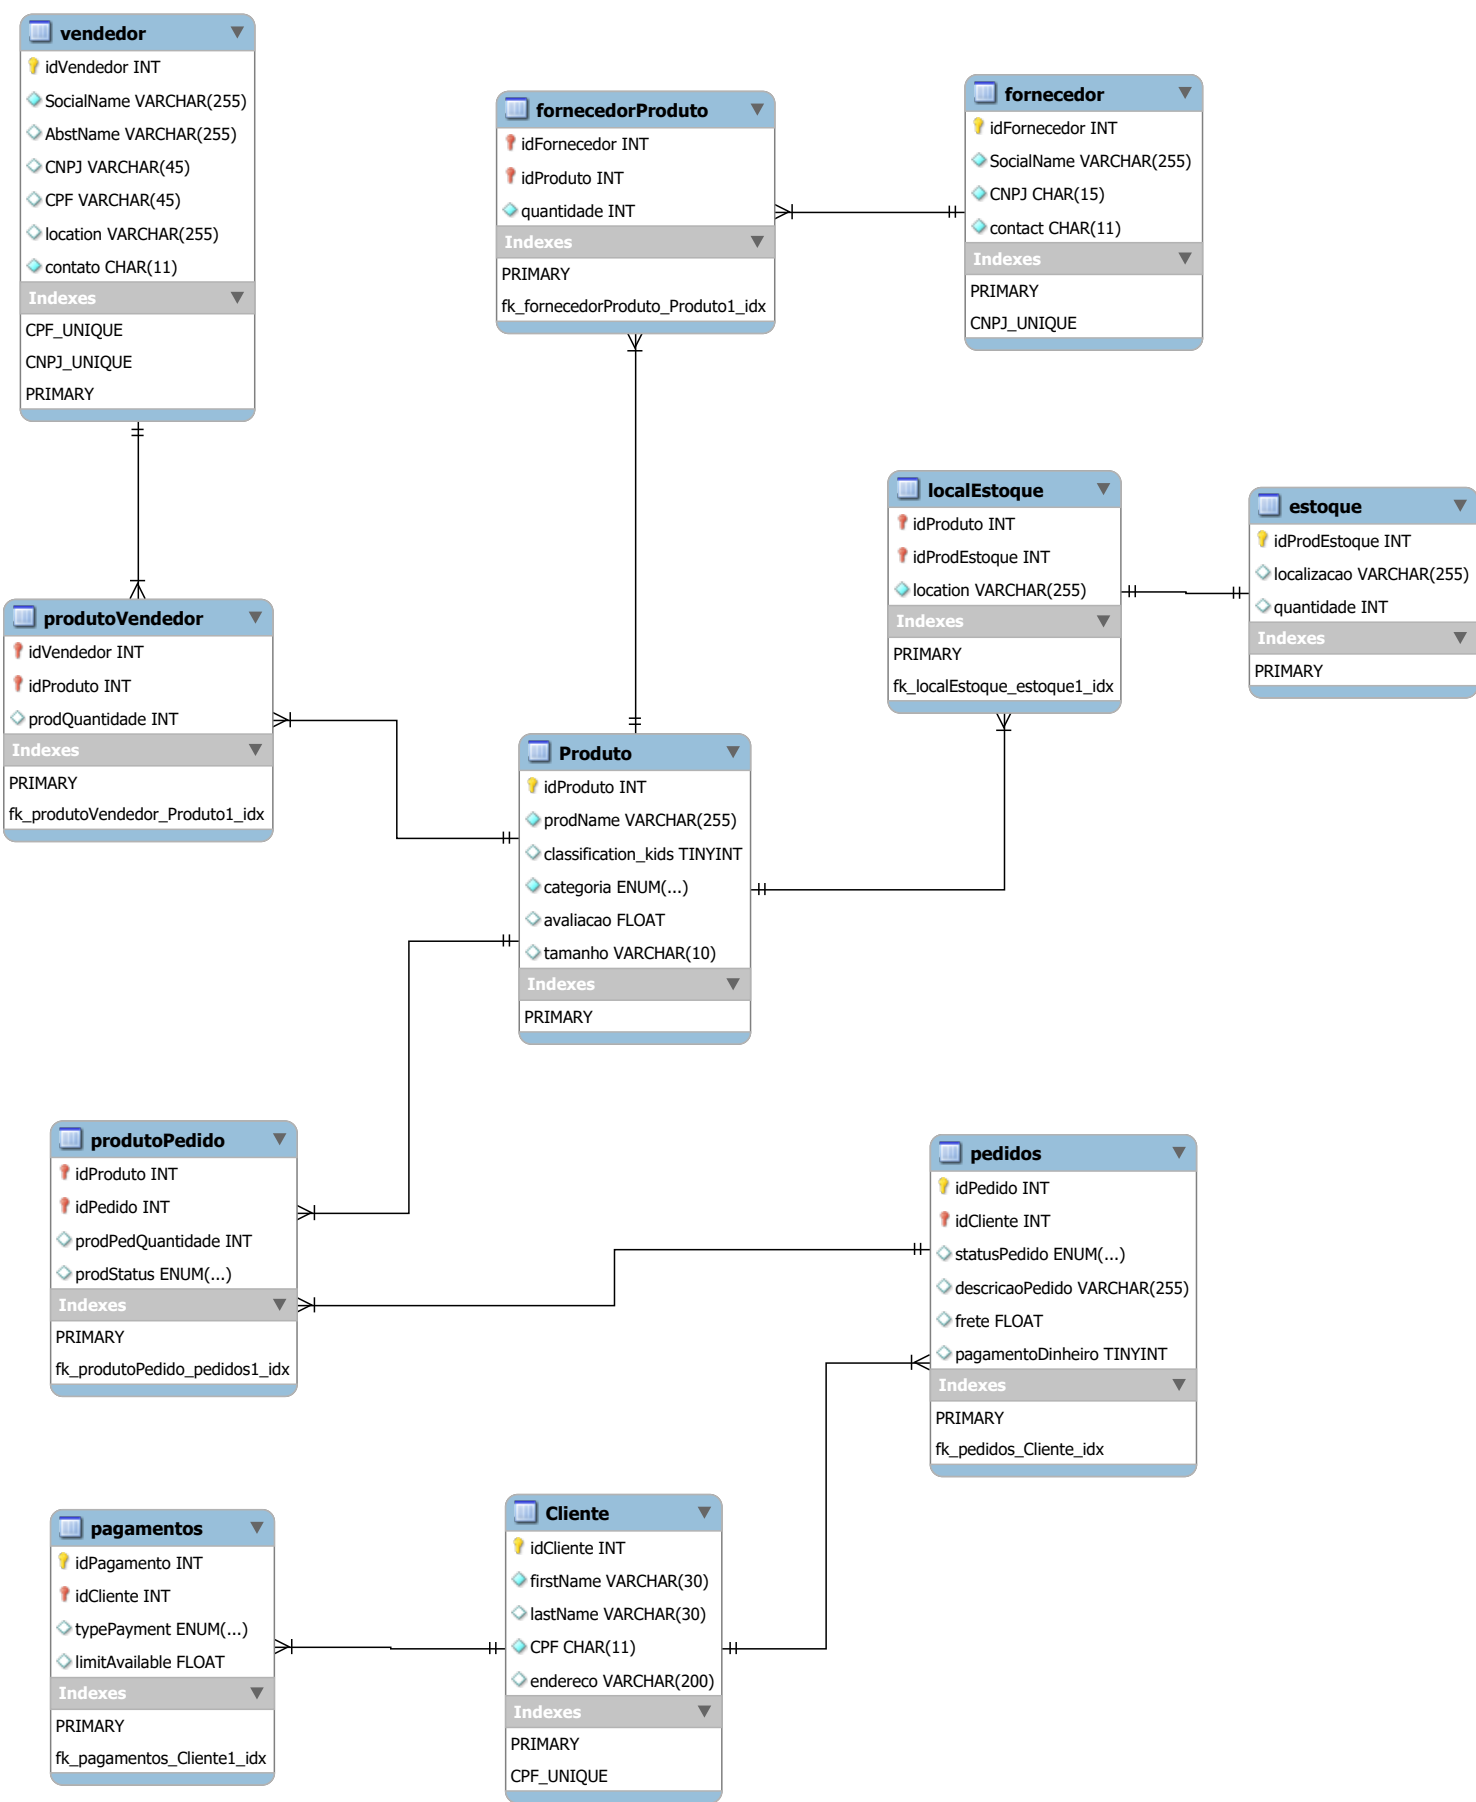 vendedor
idVendedor INT
SocialName VARCHAR(255)
AbstName VARCHAR(255)
CNPJ VARCHAR(45)
CPF VARCHAR(45)
location VARCHAR(255)
contato CHAR(11)
Indexes
CPF_UNIQUE
CNPJ_UNIQUE
PRIMARY
fornecedorProduto
idFornecedor INT
idProduto INT
quantidade INT
Indexes
PRIMARY
fk_fornecedorProduto_Produto1_idx
fornecedor
idFornecedor INT
SocialName VARCHAR(255)
CNPJ CHAR(15)
contact CHAR(11)
Indexes
PRIMARY
CNPJ_UNIQUE
localEstoque
idProduto INT
idProdEstoque INT
location VARCHAR(255)
Indexes
PRIMARY
fk_localEstoque_estoque1_idx
estoque
idProdEstoque INT
localizacao VARCHAR(255)
quantidade INT
Indexes
PRIMARY
produtoVendedor
idVendedor INT
idProduto INT
prodQuantidade INT
Indexes
PRIMARY
fk_produtoVendedor_Produto1_idx
Produto
idProduto INT
prodName VARCHAR(255)
classification_kids TINYINT
categoria ENUM(...)
avaliacao FLOAT
tamanho VARCHAR(10)
Indexes
PRIMARY
produtoPedido
idProduto INT
idPedido INT
prodPedQuantidade INT
prodStatus ENUM(...)
Indexes
PRIMARY
fk_produtoPedido_pedidos1_idx
pedidos
idPedido INT
idCliente INT
statusPedido ENUM(...)
descricaoPedido VARCHAR(255)
frete FLOAT
pagamentoDinheiro TINYINT
Indexes
PRIMARY
fk_pedidos_Cliente_idx
pagamentos
idPagamento INT
idCliente INT
typePayment ENUM(...)
limitAvailable FLOAT
Indexes
PRIMARY
fk_pagamentos_Cliente1_idx
Cliente
idCliente INT
firstName VARCHAR(30)
lastName VARCHAR(30)
CPF CHAR(11)
endereco VARCHAR(200)
Indexes
PRIMARY
CPF_UNIQUE